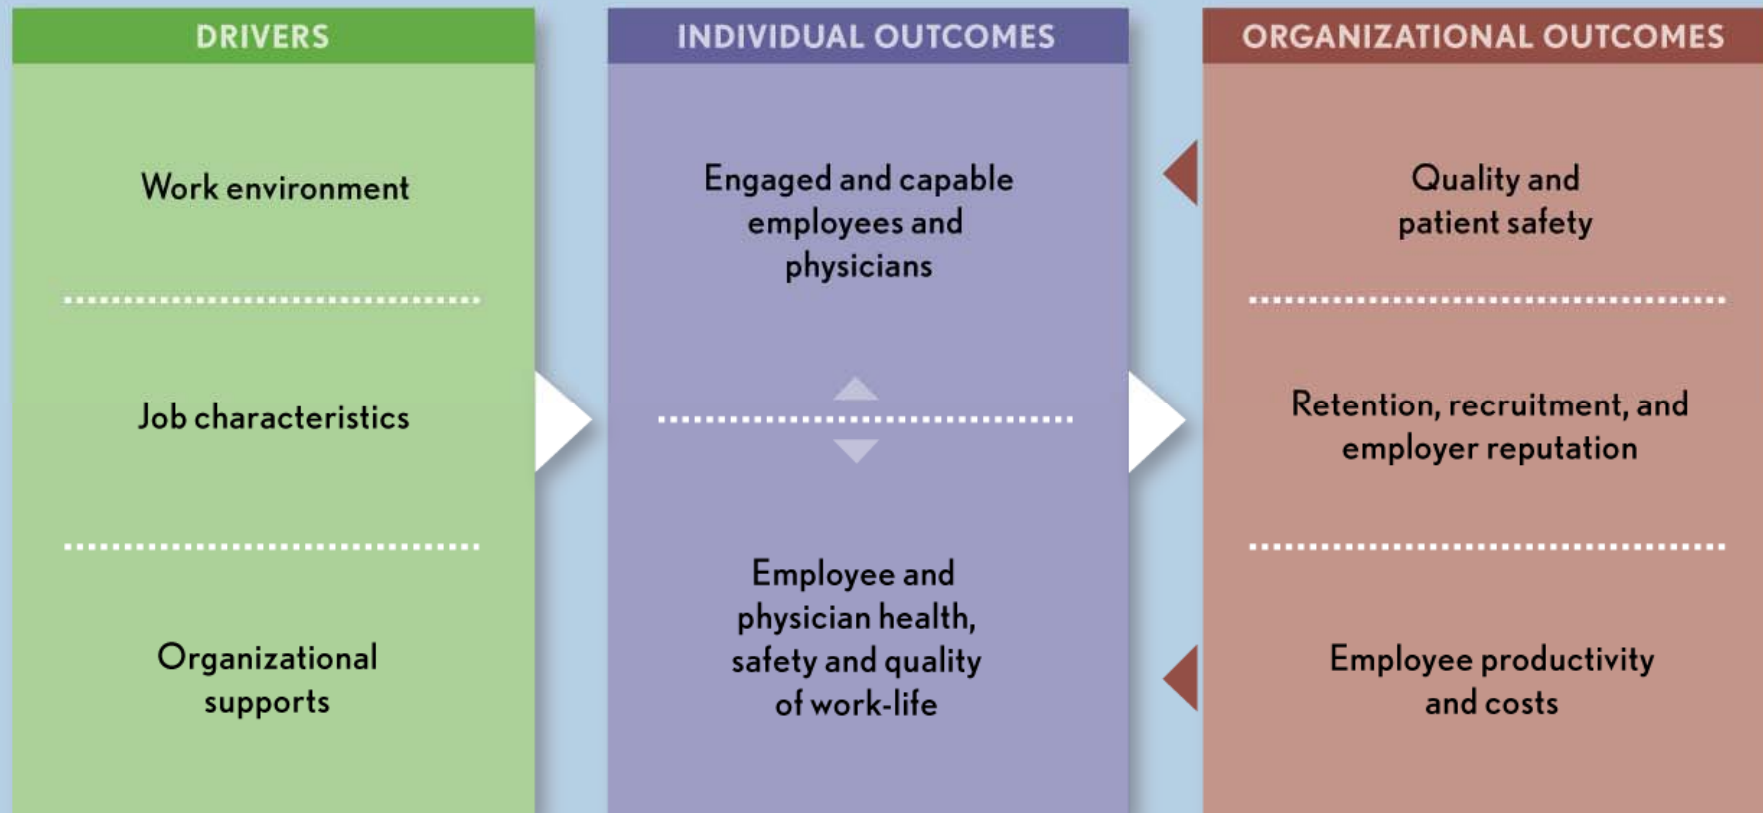 DRIVERS
Work environment
Job characteristics
Organizational
supports
INDIVIDUAL OUTCOMES
Engaged and capable
employees and
physicians
Employee and
physician health,
safety and quality
of work-life
ORGANIZATIONAL OUTCOMES
Quality and
patient safety
Retention, recruitment, and
employer reputation
Employee productivity
and costs